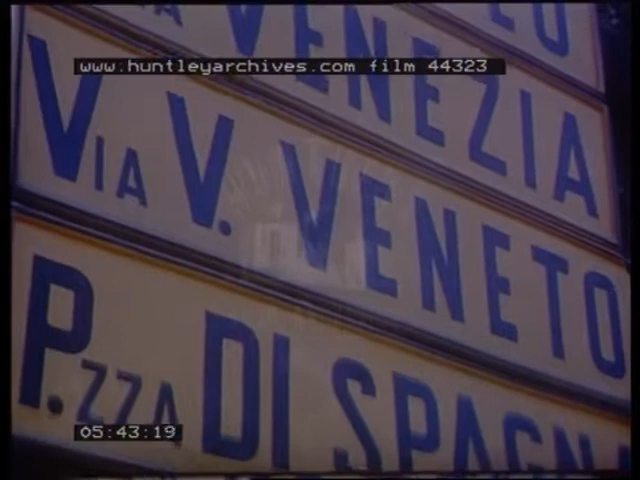 www.huntleyarchives.com film 44323
VENEZIA
VIA V. VENETO
P.ZZA DI SPAGNA
05:43:19